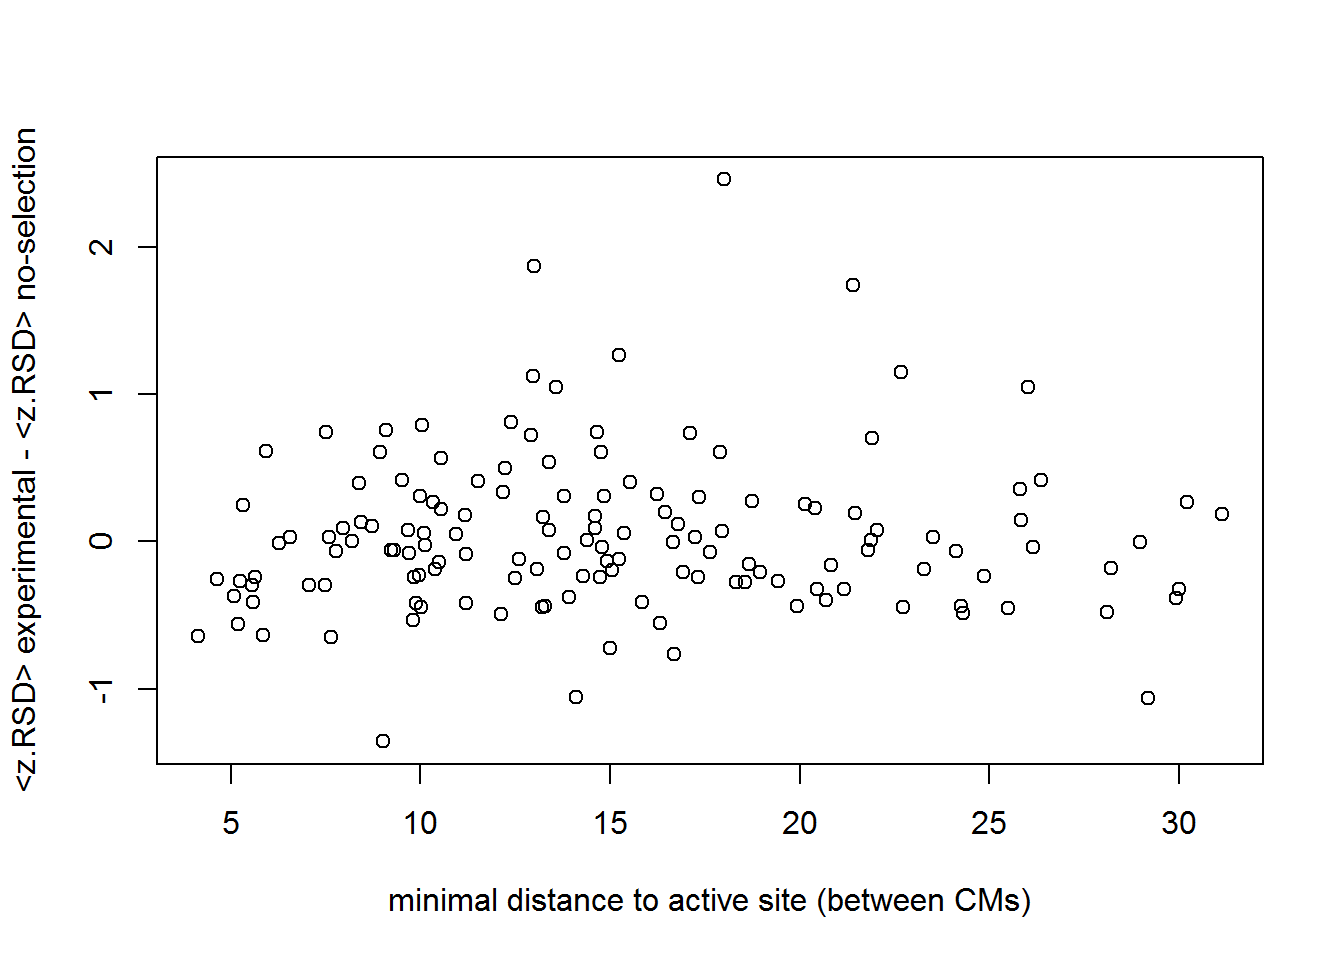 <z.RSD> experimental - <z.RSD> no-selection
2
1
0
-1
5 10 15 20 25 30
minimal distance to active site (between CMs)